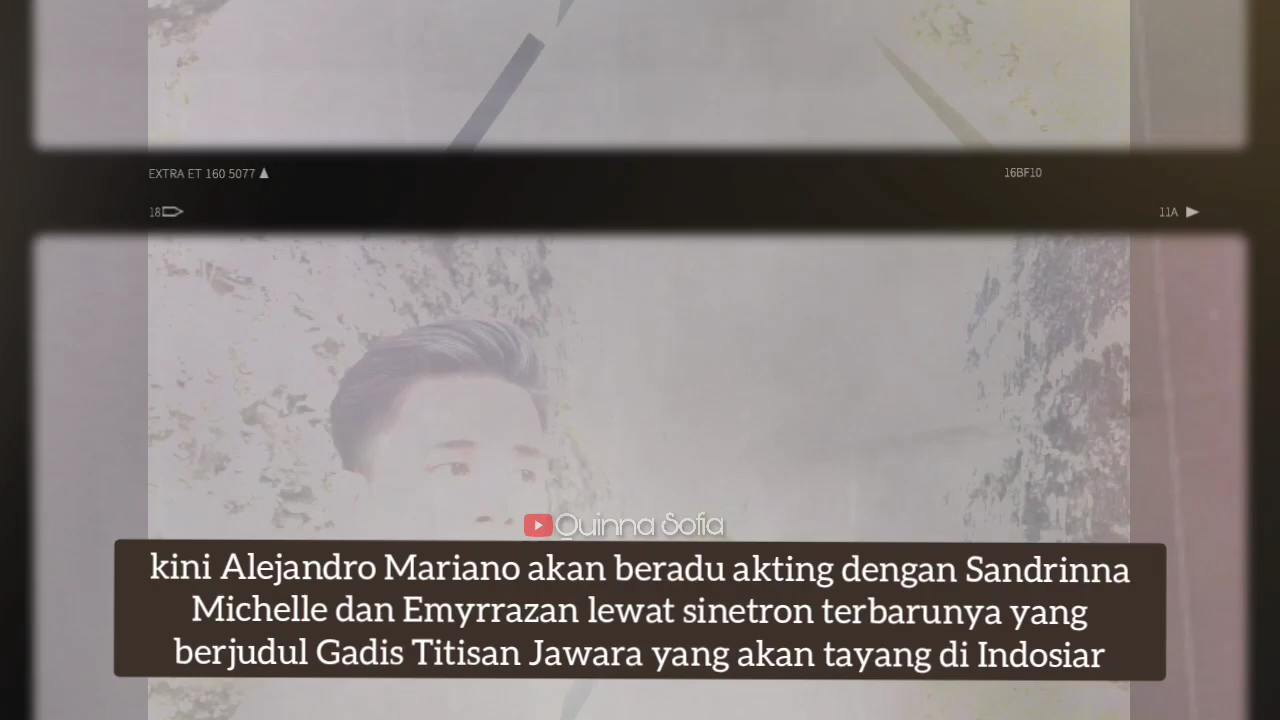 EXTRA ET 160 5077
16BF10
18
11A
Quinna Sofia
kini Alejandro Mariano akan beradu akting dengan Sandrinna
Michelle dan Emyrrazan lewat sinetron terbarunya yang
berjudul Gadis Titisan Jawara yang akan tayang di Indosiar